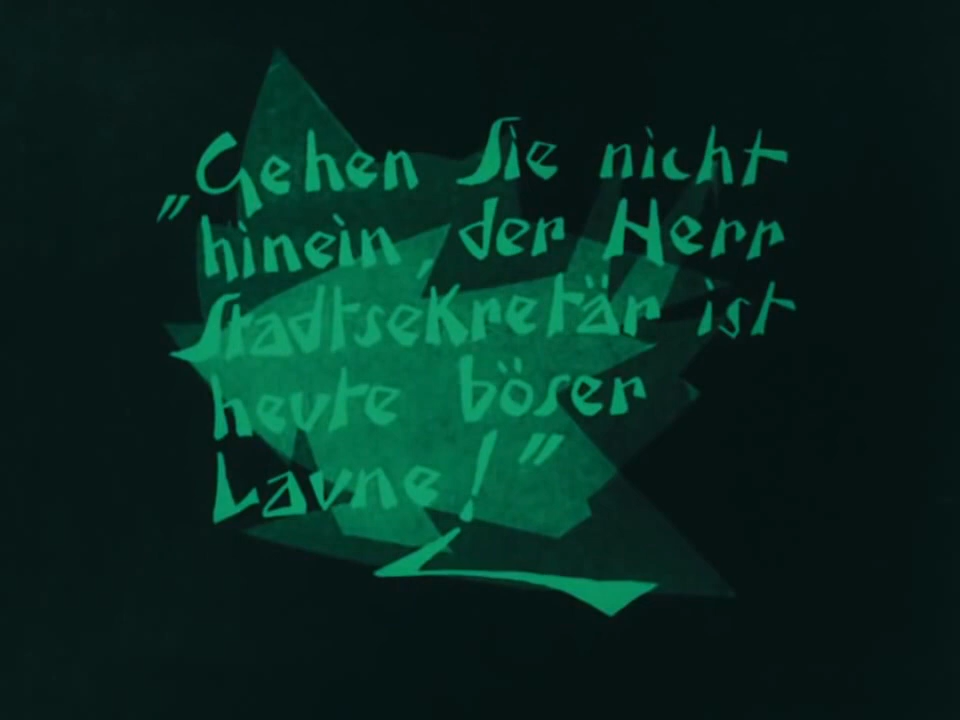 „Gehen Sie nicht
hinein, der Herr
Stadtsekretär ist
heute böser
Laune!”